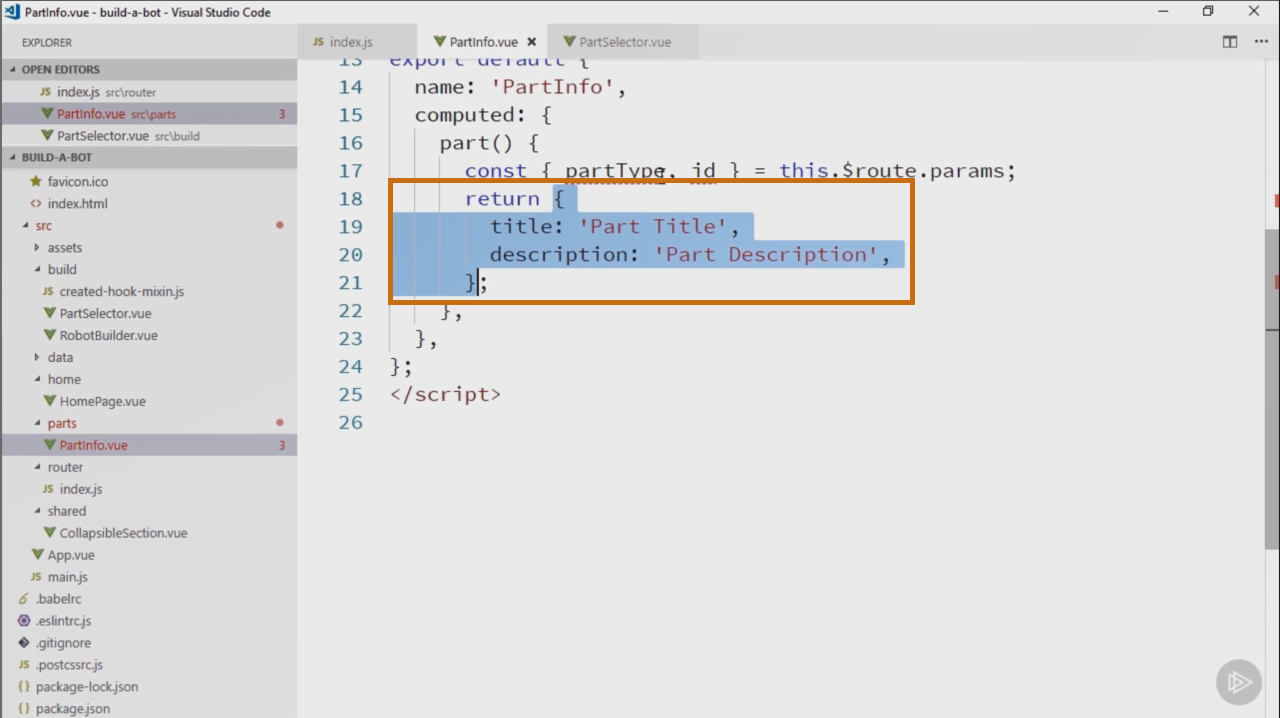 PartInfo.vue - build-a-bot - Visual Studio Code
EXPLORER
JS index.js
PartInfo.vue ×
PartSelector.vue
OPEN EDITORS
JS index.js src\router
PartInfo.vue src\parts 3
PartSelector.vue src\build
BUILD-A-BOT
favicon.ico
<> index.html
src
assets
build
JS created-hook-mixin.js
PartSelector.vue
RobotBuilder.vue
data
home
HomePage.vue
parts
PartInfo.vue 3
router
JS index.js
shared
CollapsibleSection.vue
App.vue
JS main.js
.babelrc
.eslintrc.js
.gitignore
JS .postcssrc.js
{} package-lock.json
{} package.json
13 export default {
14 name: 'PartInfo',
15 computed: {
16 part() {
17 const { partType, id } = this.$route.params;
18 return {
19 title: 'Part Title',
20 description: 'Part Description',
21 };
22 },
23 },
24 };
25 </script>
26